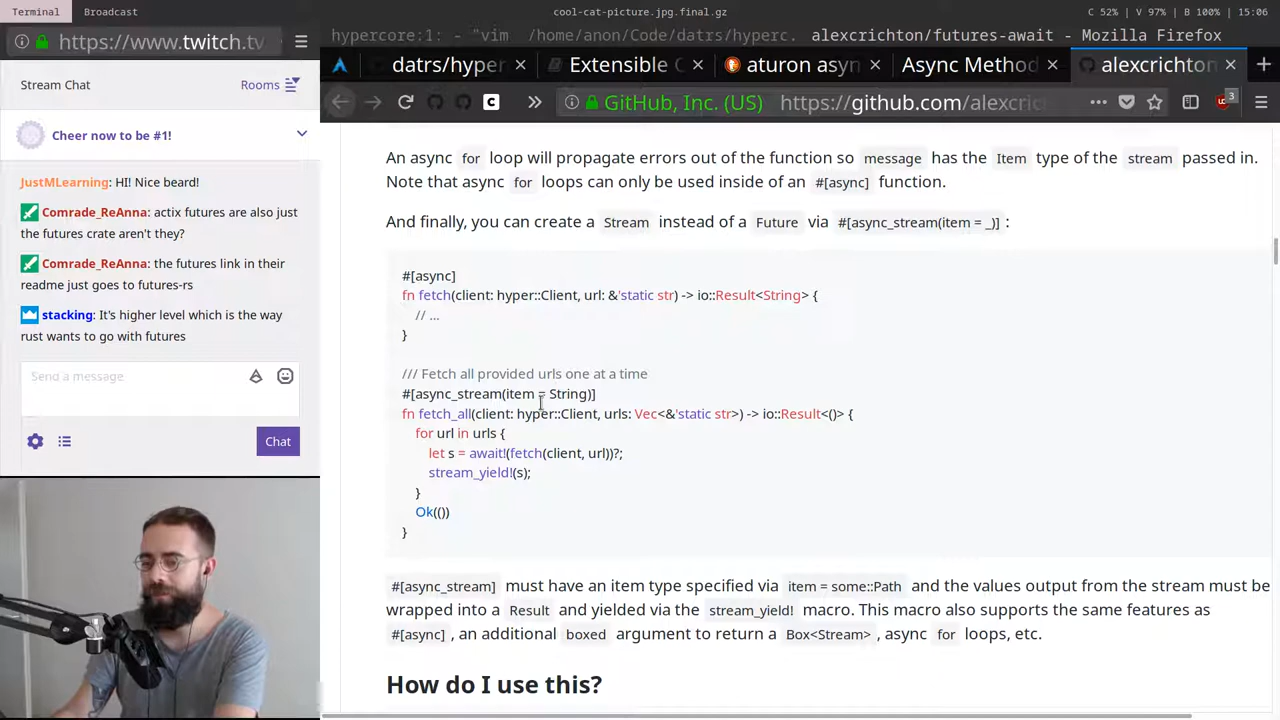 Terminal
Broadcast
cool-cat-picture.jpg.final.gz
C 52% | V 97% | B 100% | 15:06
https://www.twitch.tv
hypercore:1: - "vim /home/anon/Code/datrs/hyperc.
alexcrichton/futures-await - Mozilla Firefox
datrs/hyper
Extensible C
aturon asyn
Async Method
alexcrichton
GitHub, Inc. (US)
https://github.com/alexcric
3
Stream Chat
Rooms
Cheer now to be #1!
JustMLearning: HI! Nice beard!
Comrade_ReAnna: actix futures are also just
the futures crate aren't they?
Comrade_ReAnna: the futures link in their
readme just goes to futures-rs
stacking: It's higher level which is the way
rust wants to go with futures
Send a message
Chat
An async for loop will propagate errors out of the function so message has the Item type of the stream passed in.
Note that async for loops can only be used inside of an #[async] function.
And finally, you can create a Stream instead of a Future via #[async_stream(item = _)] :
#[async]
fn fetch(client: hyper::Client, url: &'static str) -> io::Result<String> {
// ...
}
/// Fetch all provided urls one at a time
#[async_stream(item = String)]
fn fetch_all(client: hyper::Client, urls: Vec<&'static str>) -> io::Result<()> {
for url in urls {
let s = await!(fetch(client, url))?;
stream_yield!(s);
}
Ok(())
}
#[async_stream] must have an item type specified via item = some::Path and the values output from the stream must be
wrapped into a Result and yielded via the stream_yield! macro. This macro also supports the same features as
#[async] , an additional boxed argument to return a Box<Stream> , async for loops, etc.
How do I use this?